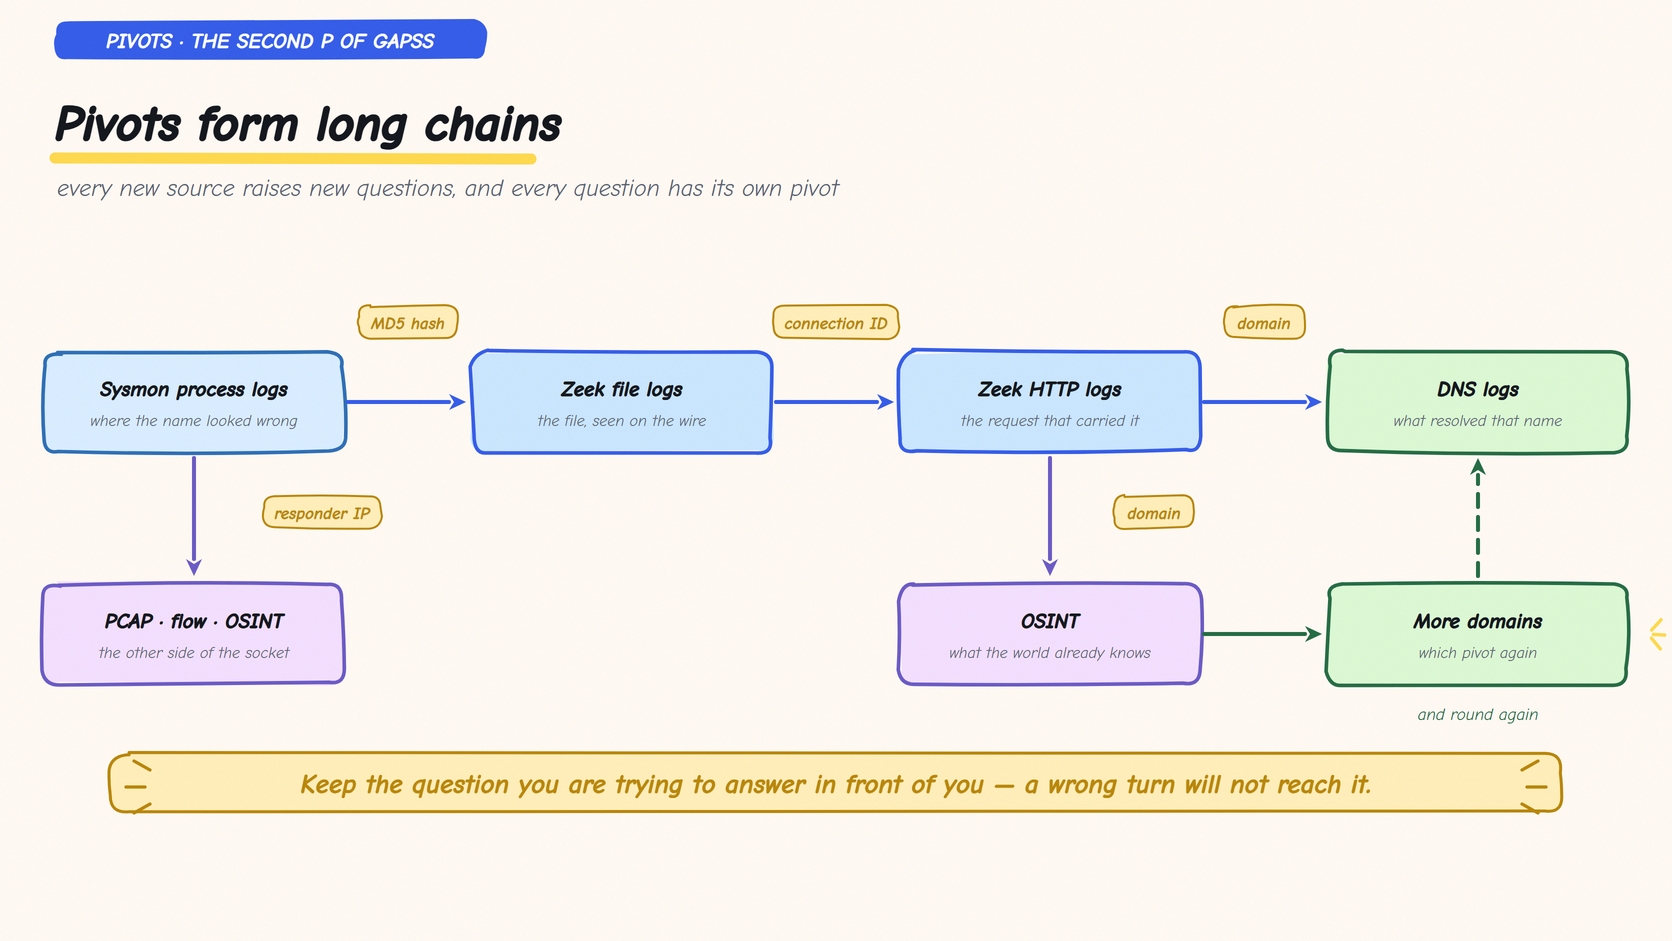 PIVOTS · THE SECOND P OF GAPSS
Pivots form long chains
every new source raises new questions, and every question has its own pivot
MD5 hash
connection ID
domain
Sysmon process logs
where the name looked wrong
Zeek file logs
the file, seen on the wire
Zeek HTTP logs
the request that carried it
DNS logs
what resolved that name
responder IP
domain
PCAP · flow · OSINT
the other side of the socket
OSINT
what the world already knows
More domains
which pivot again
and round again
Keep the question you are trying to answer in front of you — a wrong turn will not reach it.